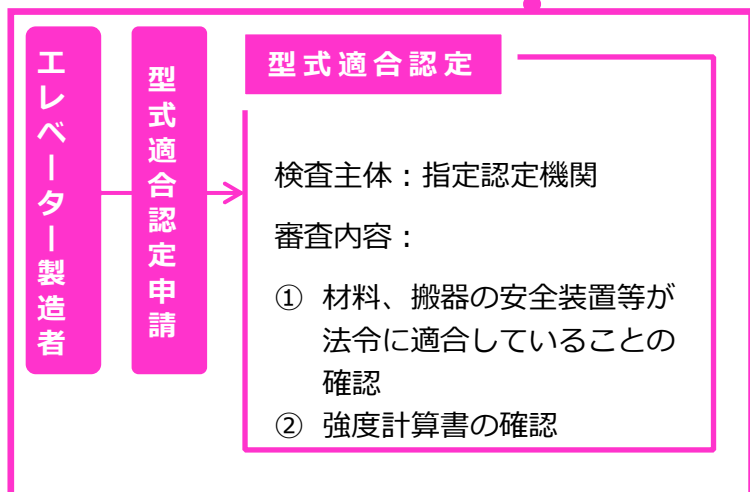 エレベーター製造者
型式適合認定申請
型式適合認定
検査主体：指定認定機関
審査内容：
① 材料、搬器の安全装置等が
法令に適合していることの
確認
② 強度計算書の確認